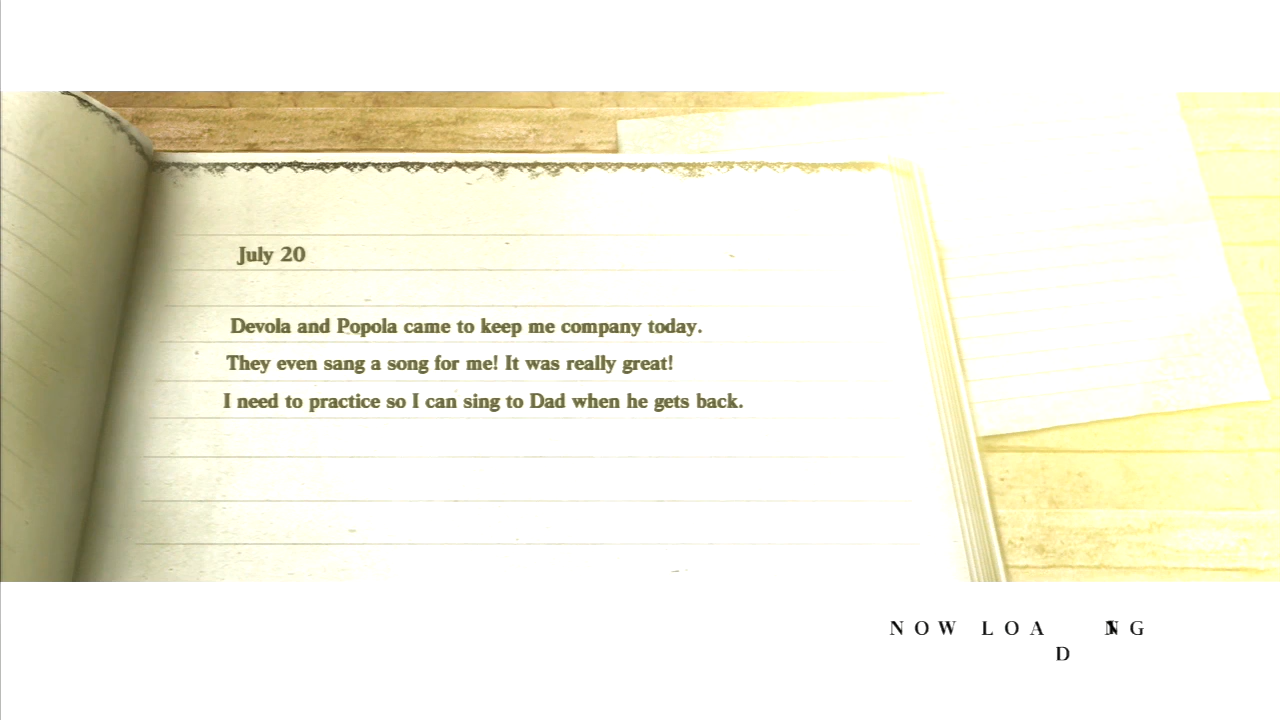 July 20
Devola and Popola came to keep me company today.
They even sang a song for me! It was really great!
I need to practice so I can sing to Dad when he gets back.
NOW LOADING